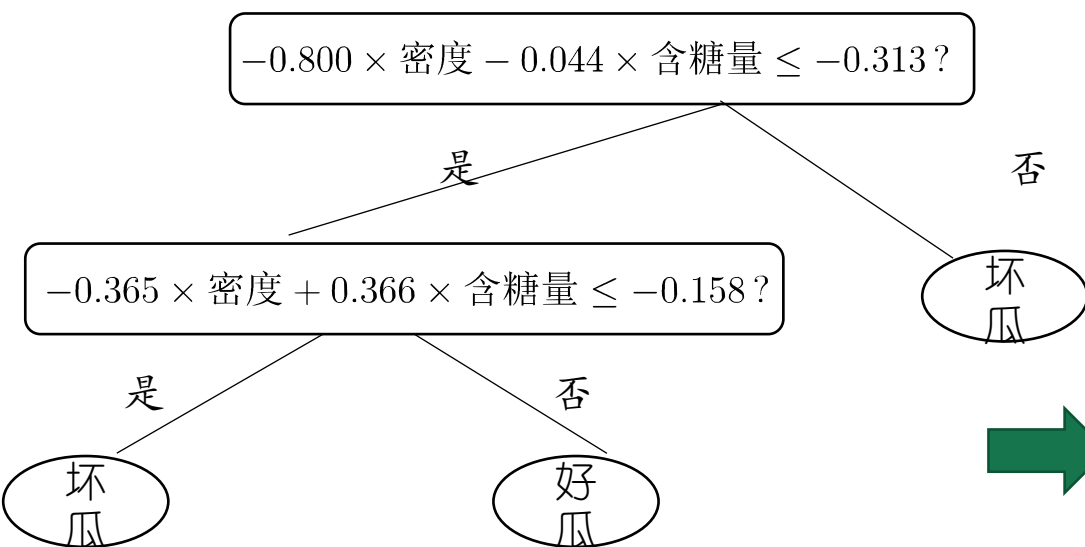 −0.800 × 密度 − 0.044 × 含糖量 ≤ −0.313？
是
否
−0.365 × 密度 + 0.366 × 含糖量 ≤ −0.158？
坏
瓜
是
否
坏
瓜
好
瓜